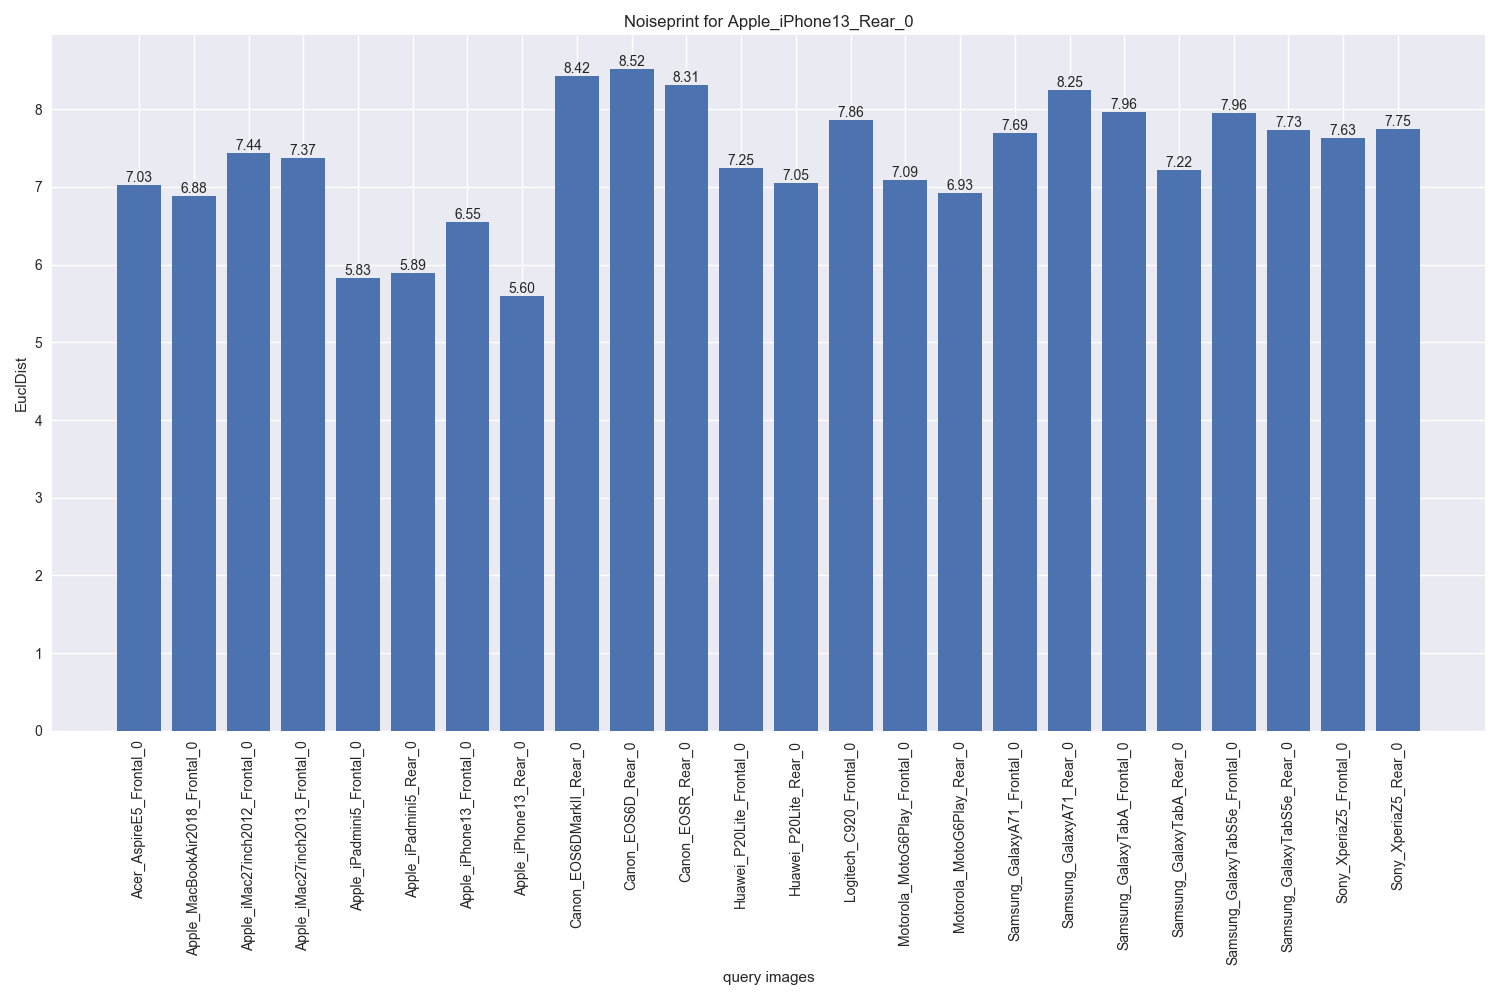 Noiseprint for Apple_iPhone13_Rear_0
EuclDist
8
7
6
5
4
3
2
1
0
7.03
6.88
7.44
7.37
5.83
5.89
6.55
5.60
8.42
8.52
8.31
7.25
7.05
7.86
7.09
6.93
7.69
8.25
7.96
7.22
7.96
7.73
7.63
7.75
Acer_AspireE5_Frontal_0
Apple_MacBookAir2018_Frontal_0
Apple_iMac27inch2012_Frontal_0
Apple_iMac27inch2013_Frontal_0
Apple_iPadmini5_Frontal_0
Apple_iPadmini5_Rear_0
Apple_iPhone13_Frontal_0
Apple_iPhone13_Rear_0
Canon_EOS6DMarkII_Rear_0
Canon_EOS6D_Rear_0
Canon_EOSR_Rear_0
Huawei_P20Lite_Frontal_0
Huawei_P20Lite_Rear_0
Logitech_C920_Frontal_0
Motorola_MotoG6Play_Frontal_0
Motorola_MotoG6Play_Rear_0
Samsung_GalaxyA71_Frontal_0
Samsung_GalaxyA71_Rear_0
Samsung_GalaxyTabA_Frontal_0
Samsung_GalaxyTabA_Rear_0
Samsung_GalaxyTabS5e_Frontal_0
Samsung_GalaxyTabS5e_Rear_0
Sony_XperiaZ5_Frontal_0
Sony_XperiaZ5_Rear_0
query images